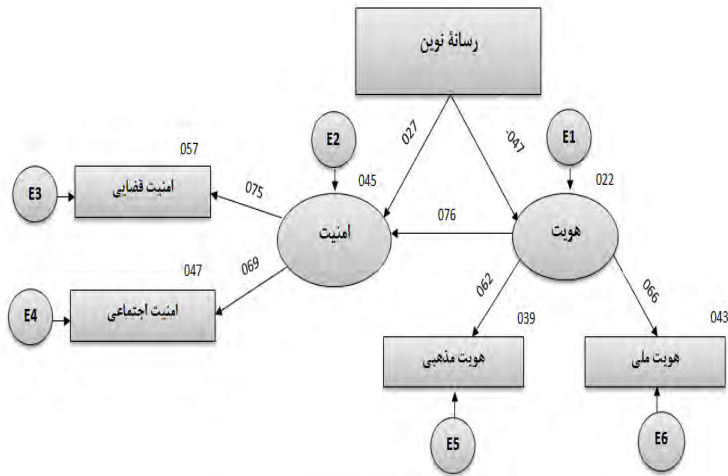 رسانهٔ نوین
E2
E1
027
-047
057
045
022
E3
امنیت قضایی
075
امنیت
076
هویت
047
069
E4
امنیت اجتماعی
062
066
039
043
هویت مذهبی
هویت ملی
E5
E6